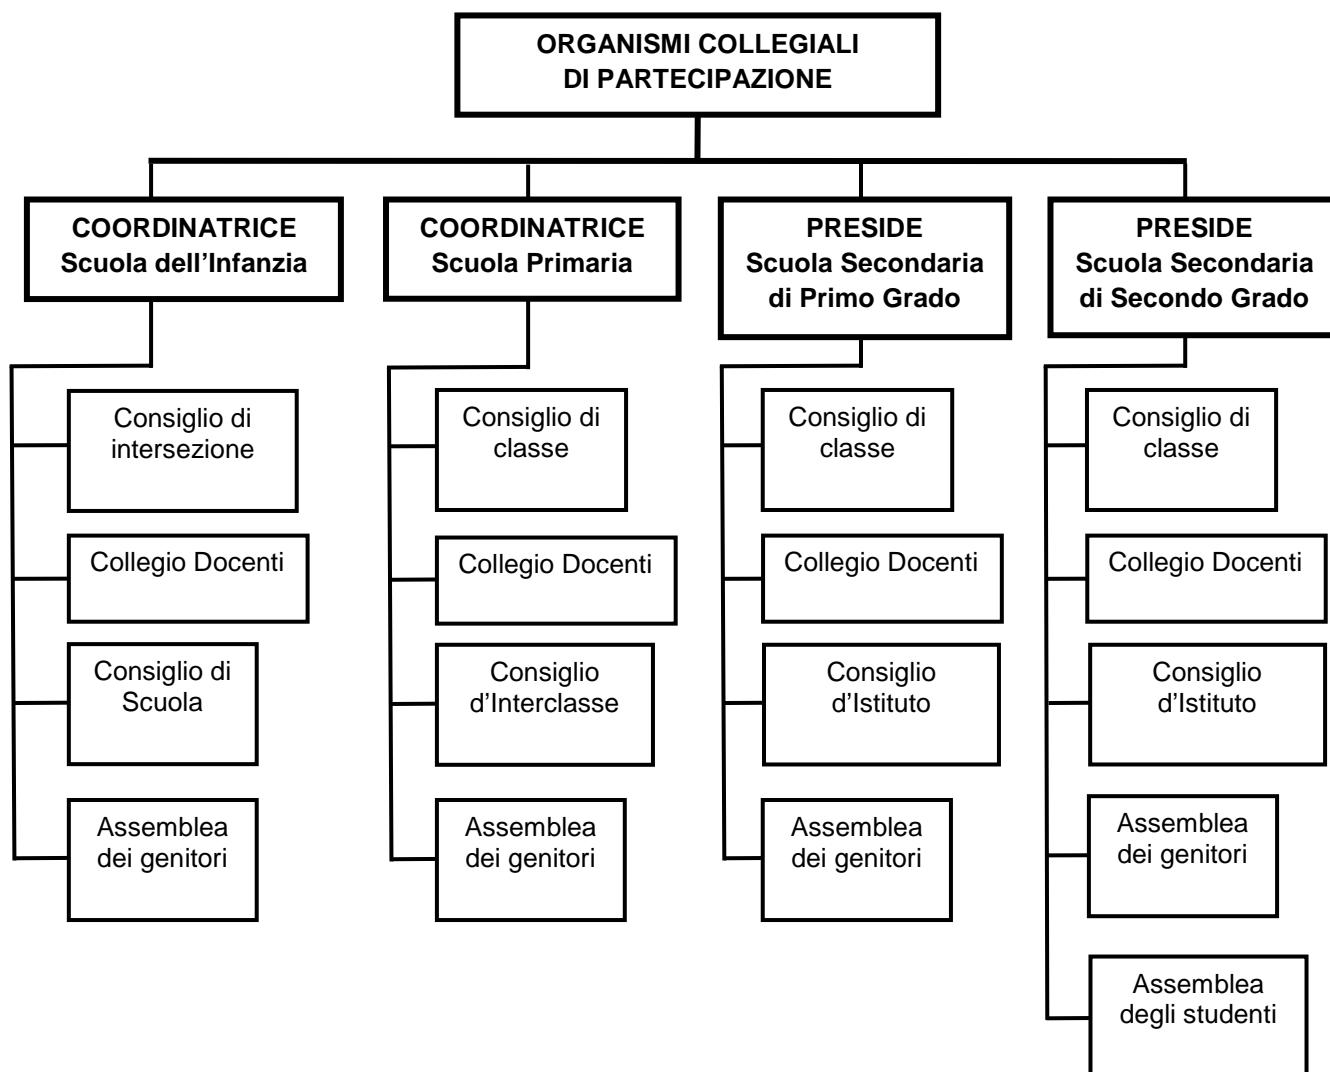 ORGANISMI COLLEGIALI
DI PARTECIPAZIONE
COORDINATRICE
Scuola dell’Infanzia
COORDINATRICE
Scuola Primaria
PRESIDE
Scuola Secondaria
di Primo Grado
PRESIDE
Scuola Secondaria
di Secondo Grado
Consiglio di
intersezione
Collegio Docenti
Consiglio di
Scuola
Assemblea
dei genitori
Consiglio di
classe
Collegio Docenti
Consiglio
d’Interclasse
Assemblea
dei genitori
Consiglio di
classe
Collegio Docenti
Consiglio
d’Istituto
Assemblea
dei genitori
Consiglio di
classe
Collegio Docenti
Consiglio
d’Istituto
Assemblea
dei genitori
Assemblea
degli studenti